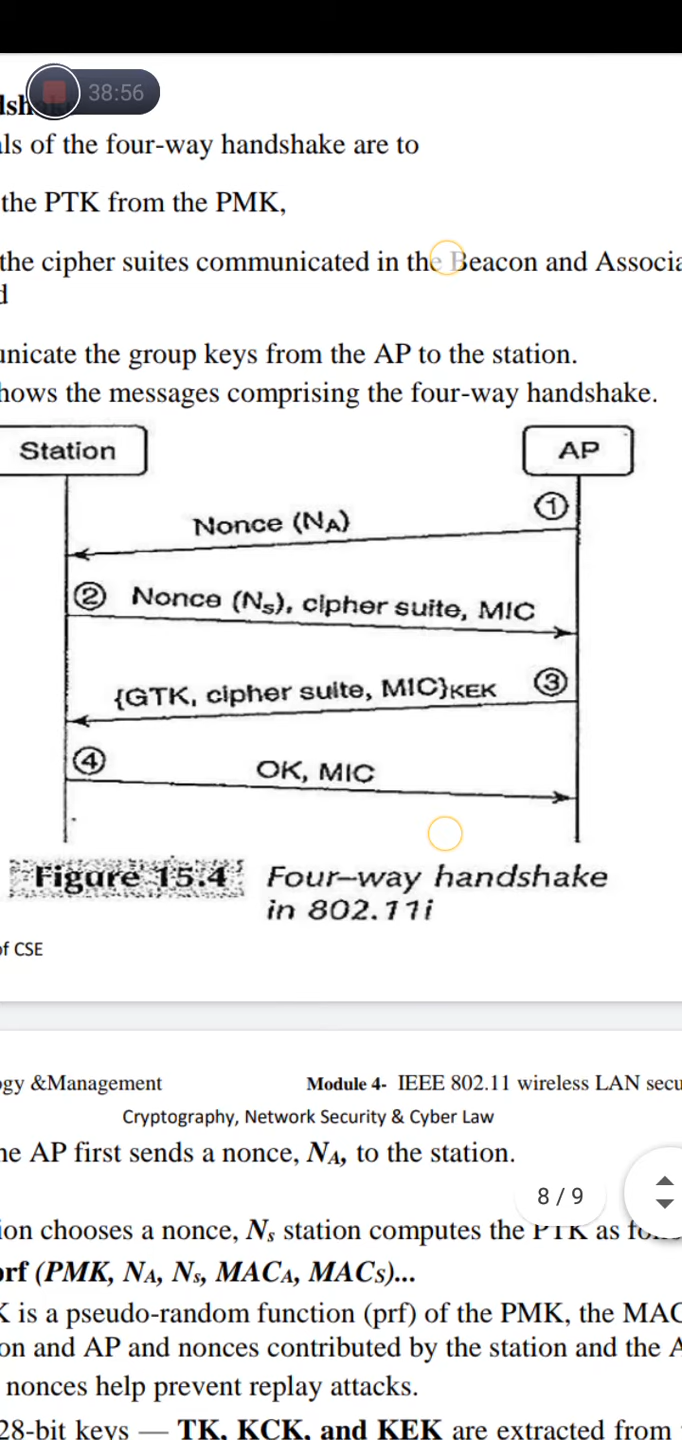 38:56
als of the four-way handshake are to
the PTK from the PMK,
the cipher suites communicated in the Beacon and Associa
d
unicate the group keys from the AP to the station.
hows the messages comprising the four-way handshake.
Station
AP
①
Nonce (NA)
② Nonce (Ns), cipher suite, MIC
{GTK, cipher suite, MIC}KEK ③
④
OK, MIC
Figure 15.4 Four-way handshake
in 802.11i
of CSE
ogy &Management Module 4- IEEE 802.11 wireless LAN secu
Cryptography, Network Security & Cyber Law
he AP first sends a nonce, NA, to the station.
8 / 9
ion chooses a nonce, Ns station computes the PTK as
prf (PMK, NA, Ns, MACA, MACS)...
K is a pseudo-random function (prf) of the PMK, the MAC
on and AP and nonces contributed by the station and the A
nonces help prevent replay attacks.
28-bit keys — TK, KCK, and KEK are extracted from